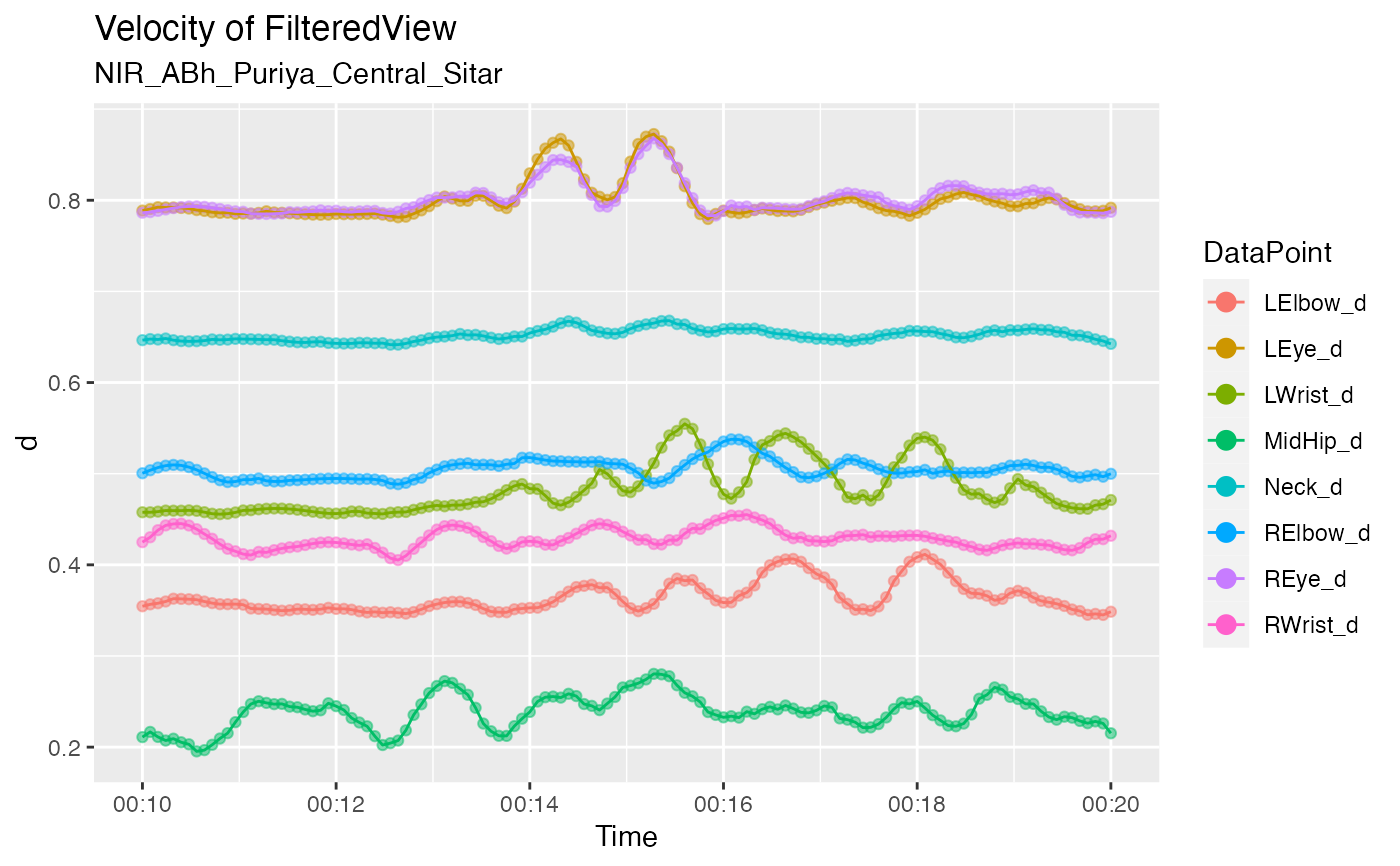 Velocity of FilteredView
NIR_ABh_Puriya_Central_Sitar
0.8
0.6
0.4
0.2
d
00:10 00:12 00:14 00:16 00:18 00:20
Time
DataPoint
LElbow_d
LEye_d
LWrist_d
MidHip_d
Neck_d
RElbow_d
REye_d
RWrist_d